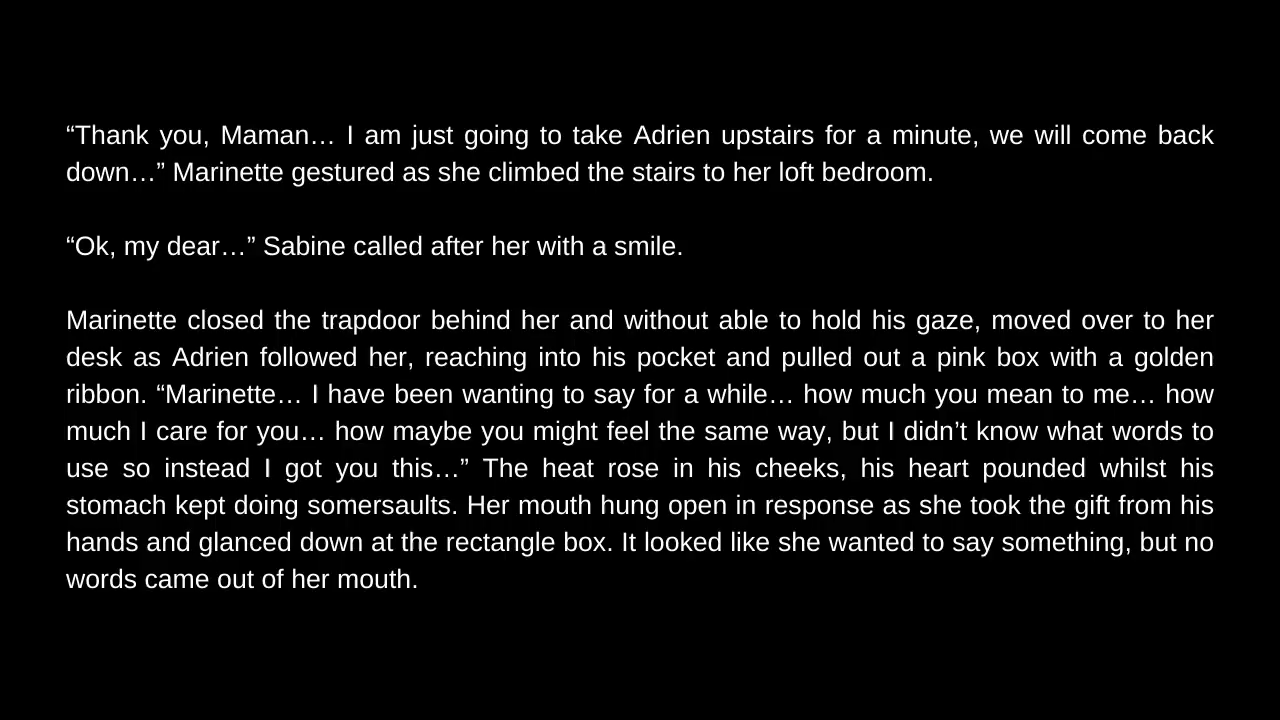 “Thank you, Maman… I am just going to take Adrien upstairs for a minute, we will come back
down…” Marinette gestured as she climbed the stairs to her loft bedroom.
“Ok, my dear…” Sabine called after her with a smile.
Marinette closed the trapdoor behind her and without able to hold his gaze, moved over to her
desk as Adrien followed her, reaching into his pocket and pulled out a pink box with a golden
ribbon. “Marinette… I have been wanting to say for a while… how much you mean to me… how
much I care for you… how maybe you might feel the same way, but I didn’t know what words to
use so instead I got you this…” The heat rose in his cheeks, his heart pounded whilst his
stomach kept doing somersaults. Her mouth hung open in response as she took the gift from his
hands and glanced down at the rectangle box. It looked like she wanted to say something, but no
words came out of her mouth.